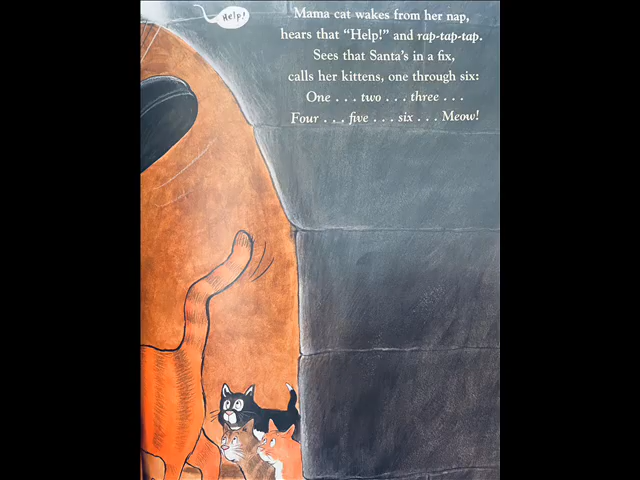 Help!
Mama cat wakes from her nap,
hears that "Help!" and rap-tap-tap.
Sees that Santa's in a fix,
calls her kittens, one through six:
One . . . two . . . three . . .
Four . . . five . . . six . . . Meow!